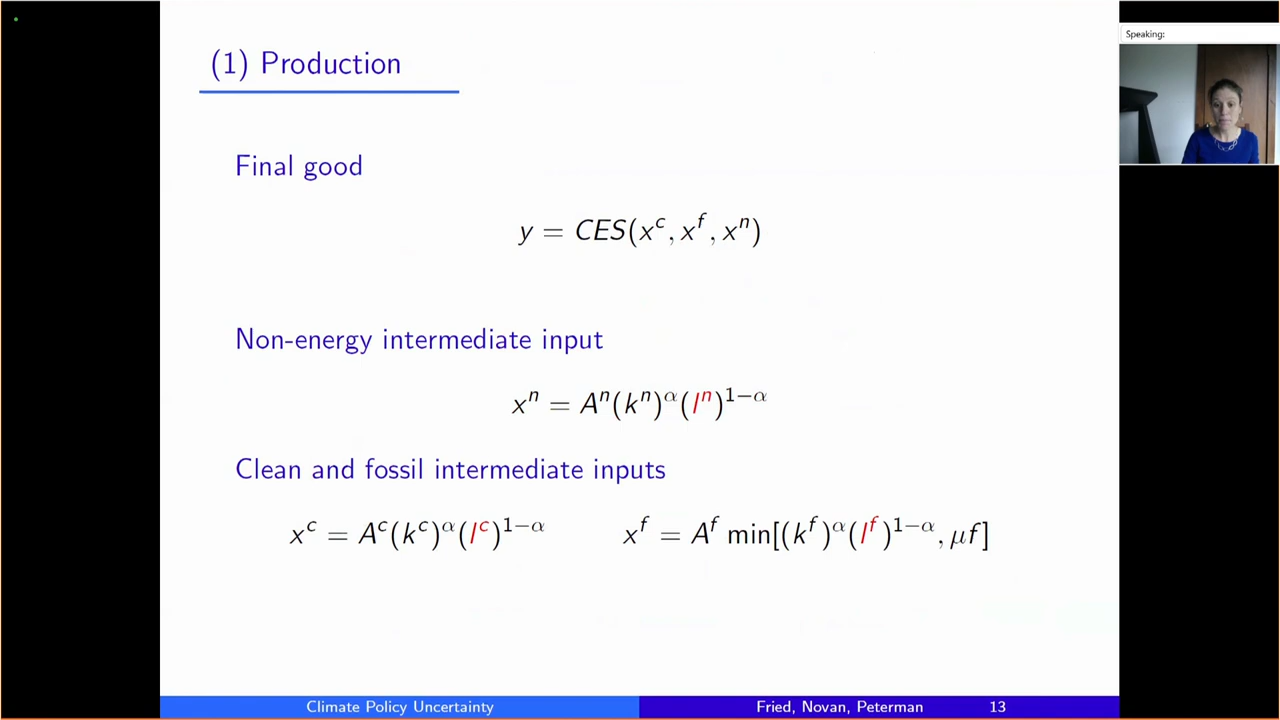 Speaking:
(1) Production
Final good
y = CES(x^c, x^f, x^n)
Non-energy intermediate input
x^n = A^n(k^n)^α(l^n)^{1−α}
Clean and fossil intermediate inputs
x^c = A^c(k^c)^α(l^c)^{1−α} x^f = A^f min[(k^f)^α(l^f)^{1−α}, μf]
Climate Policy Uncertainty Fried, Novan, Peterman 13